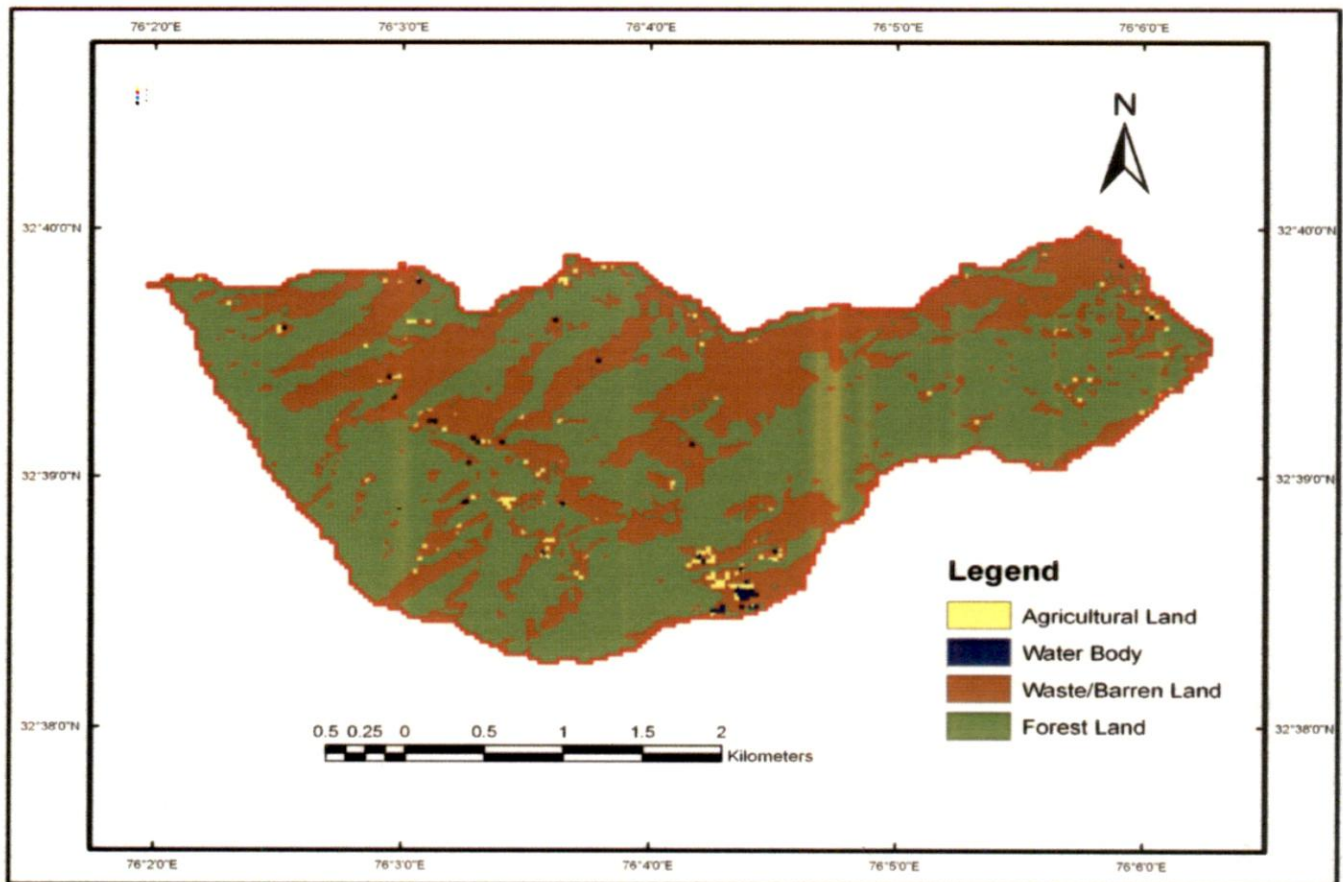 76°2'0"E 76°3'0"E 76°4'0"E 76°5'0"E 76°6'0"E
N
32°40'0"N 32°40'0"N
32°39'0"N 32°39'0"N
Legend
Agricultural Land
Water Body
Waste/Barren Land
Forest Land
32°38'0"N 32°38'0"N
0.5 0.25 0 0.5 1 1.5 2
Kilometers
76°2'0"E 76°3'0"E 76°4'0"E 76°5'0"E 76°6'0"E